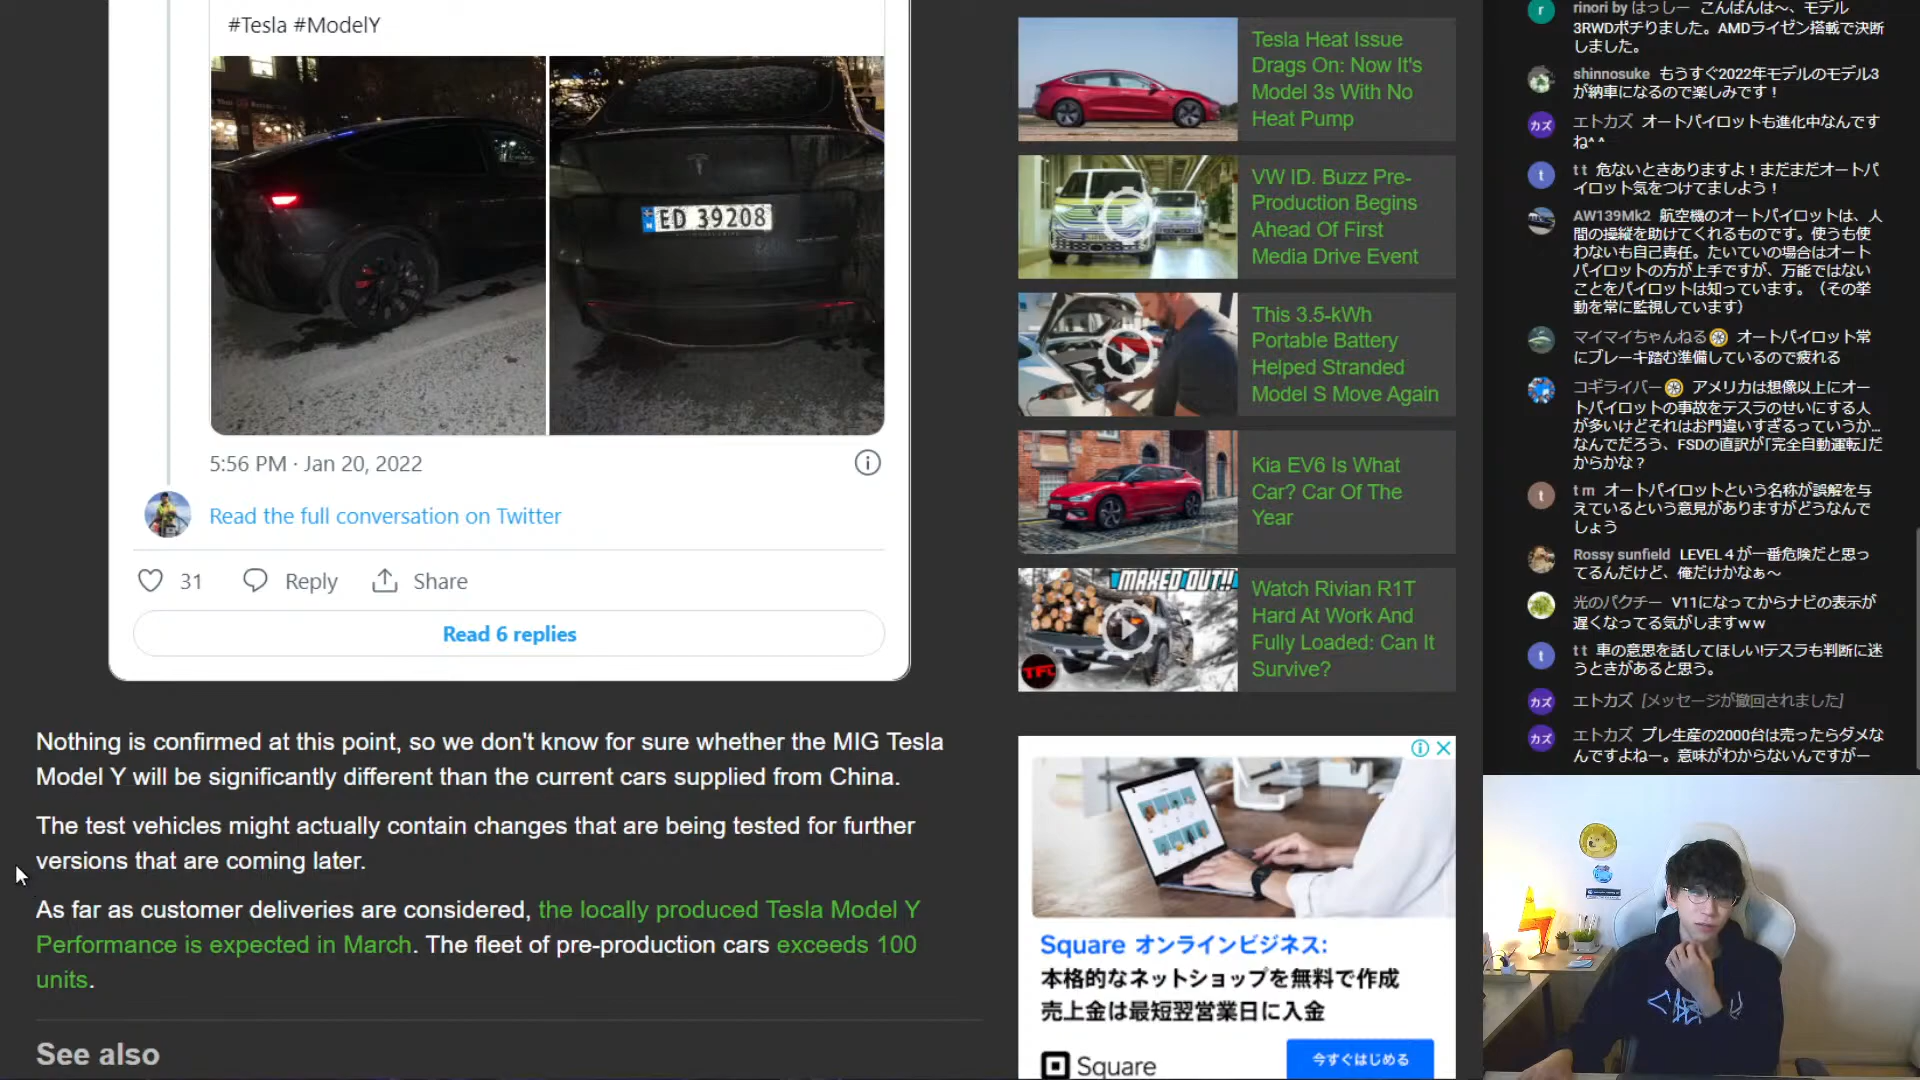 #Tesla #ModelY
ED 39208
5:56 PM · Jan 20, 2022
Read the full conversation on Twitter
31 Reply Share
Read 6 replies
Nothing is confirmed at this point, so we don't know for sure whether the MIG Tesla
Model Y will be significantly different than the current cars supplied from China.
The test vehicles might actually contain changes that are being tested for further
versions that are coming later.
As far as customer deliveries are considered, the locally produced Tesla Model Y
Performance is expected in March. The fleet of pre-production cars exceeds 100
units.
See also
Tesla Heat Issue
Drags On: Now It's
Model 3s With No
Heat Pump
VW ID. Buzz Pre-
Production Begins
Ahead Of First
Media Drive Event
This 3.5-kWh
Portable Battery
Helped Stranded
Model S Move Again
Kia EV6 Is What
Car? Car Of The
Year
MAXED OUT!!
TFL
Watch Rivian R1T
Hard At Work And
Fully Loaded: Can It
Survive?
Square オンラインビジネス:
本格的なネットショップを無料で作成
売上金は最短翌営業日に入金
Square
今すぐはじめる
r
rinori by はっしー こんばんは〜、モデル
3RWDポチりました。AMDライゼン搭載で決断
しました。
shinnosuke もうすぐ2022年モデルのモデル3
が納車になるので楽しみです！
カズ
エトカズ オートパイロットも進化中なんです
ね^ ^
t
t t 危ないときありますよ！まだまだオートパ
イロット気をつけてましよう！
AW139Mk2 航空機のオートパイロットは、人
間の操縦を助けてくれるものです。使うも使
わないも自己責任。たいていの場合はオート
パイロットの方が上手ですが、万能ではない
ことをパイロットは知っています。（その挙
動を常に監視しています）
マイマイちゃんねる オートパイロット常
にブレーキ踏む準備しているので疲れる
コギライバー アメリカは想像以上にオー
トパイロットの事故をテスラのせいにする人
が多いけどそれはお門違いすぎるっていうか...
なんでだろう、FSDの直訳が｢完全自動運転｣だ
からかな？
t
t m オートパイロットという名称が誤解を与
えているという意見がありますがどうなんで
しょう
Rossy sunfield LEVEL４が一番危険だと思っ
てるんだけど、俺だけかなぁ〜
光のパクチー V11になってからナビの表示が
遅くなってる気がしますｗｗ
t
t t 車の意思を話してほしい!テスラも判断に迷
うときがあると思う。
カズ
エトカズ [メッセージが撤回されました]
カズ
エトカズ プレ生産の2000台は売ったらダメな
んですよねー。意味がわからないんですがー